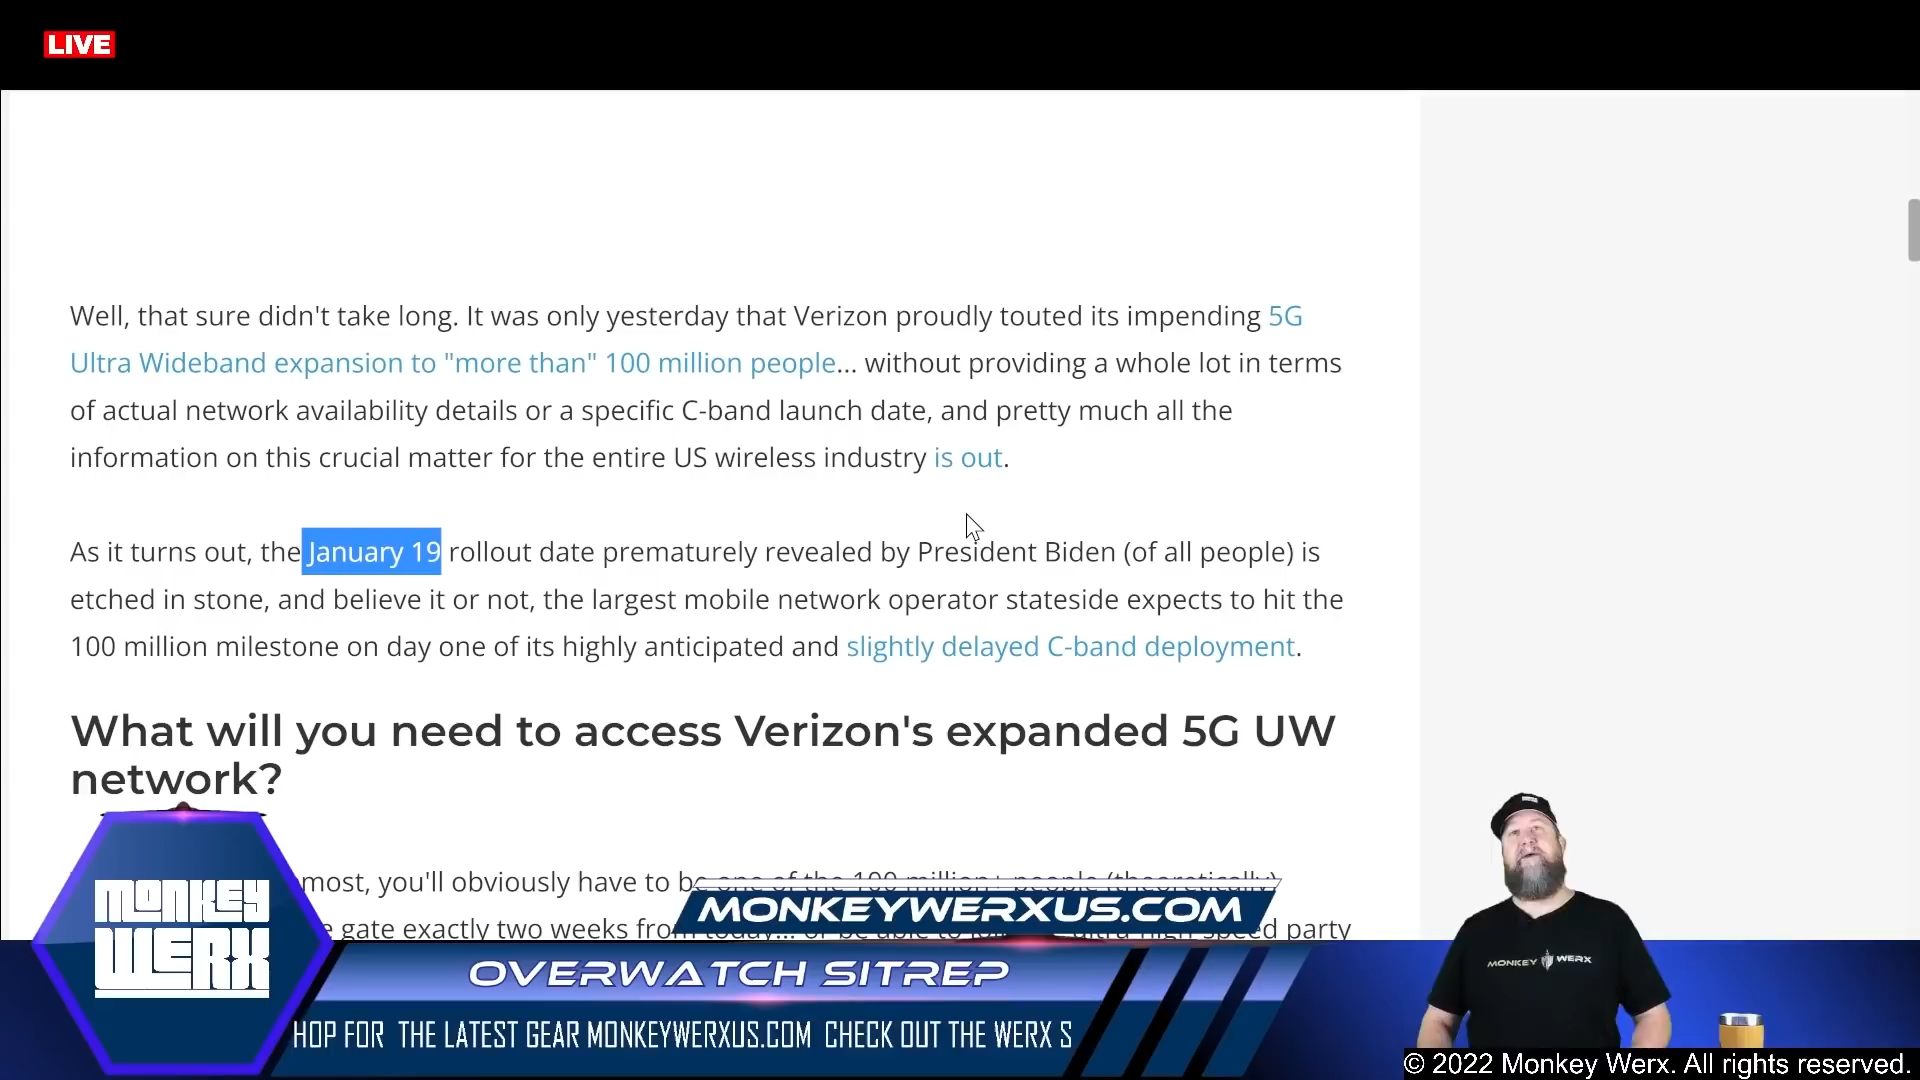 LIVE
Well, that sure didn't take long. It was only yesterday that Verizon proudly touted its impending 5G
Ultra Wideband expansion to "more than" 100 million people... without providing a whole lot in terms
of actual network availability details or a specific C-band launch date, and pretty much all the
information on this crucial matter for the entire US wireless industry is out.
As it turns out, the January 19 rollout date prematurely revealed by President Biden (of all people) is
etched in stone, and believe it or not, the largest mobile network operator stateside expects to hit the
100 million milestone on day one of its highly anticipated and slightly delayed C-band deployment.
What will you need to access Verizon's expanded 5G UW
network?
most, you'll obviously have to be one of the 100 million+ people (theoretically)
gate exactly two weeks from today... or be able to ultra-high-speed party
MONKEYWERXUS.COM
MONKEY
WERX
OVERWATCH SITREP
HOP FOR THE LATEST GEAR MONKEYWERXUS.COM CHECK OUT THE WERX S
MONKEY WERX
© 2022 Monkey Werx. All rights reserved.